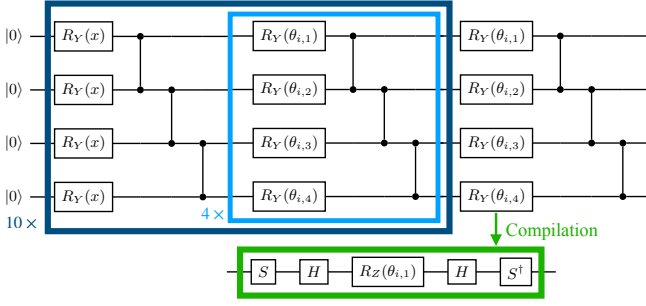 |0⟩ R_Y(x) R_Y(θ_{i,1}) R_Y(θ_{i,1})
|0⟩ R_Y(x) R_Y(θ_{i,2}) R_Y(θ_{i,2})
|0⟩ R_Y(x) R_Y(θ_{i,3}) R_Y(θ_{i,3})
|0⟩ R_Y(x) R_Y(θ_{i,4}) R_Y(θ_{i,4})
10 × 4 ×
Compilation
S H R_Z(θ_{i,1}) H S†